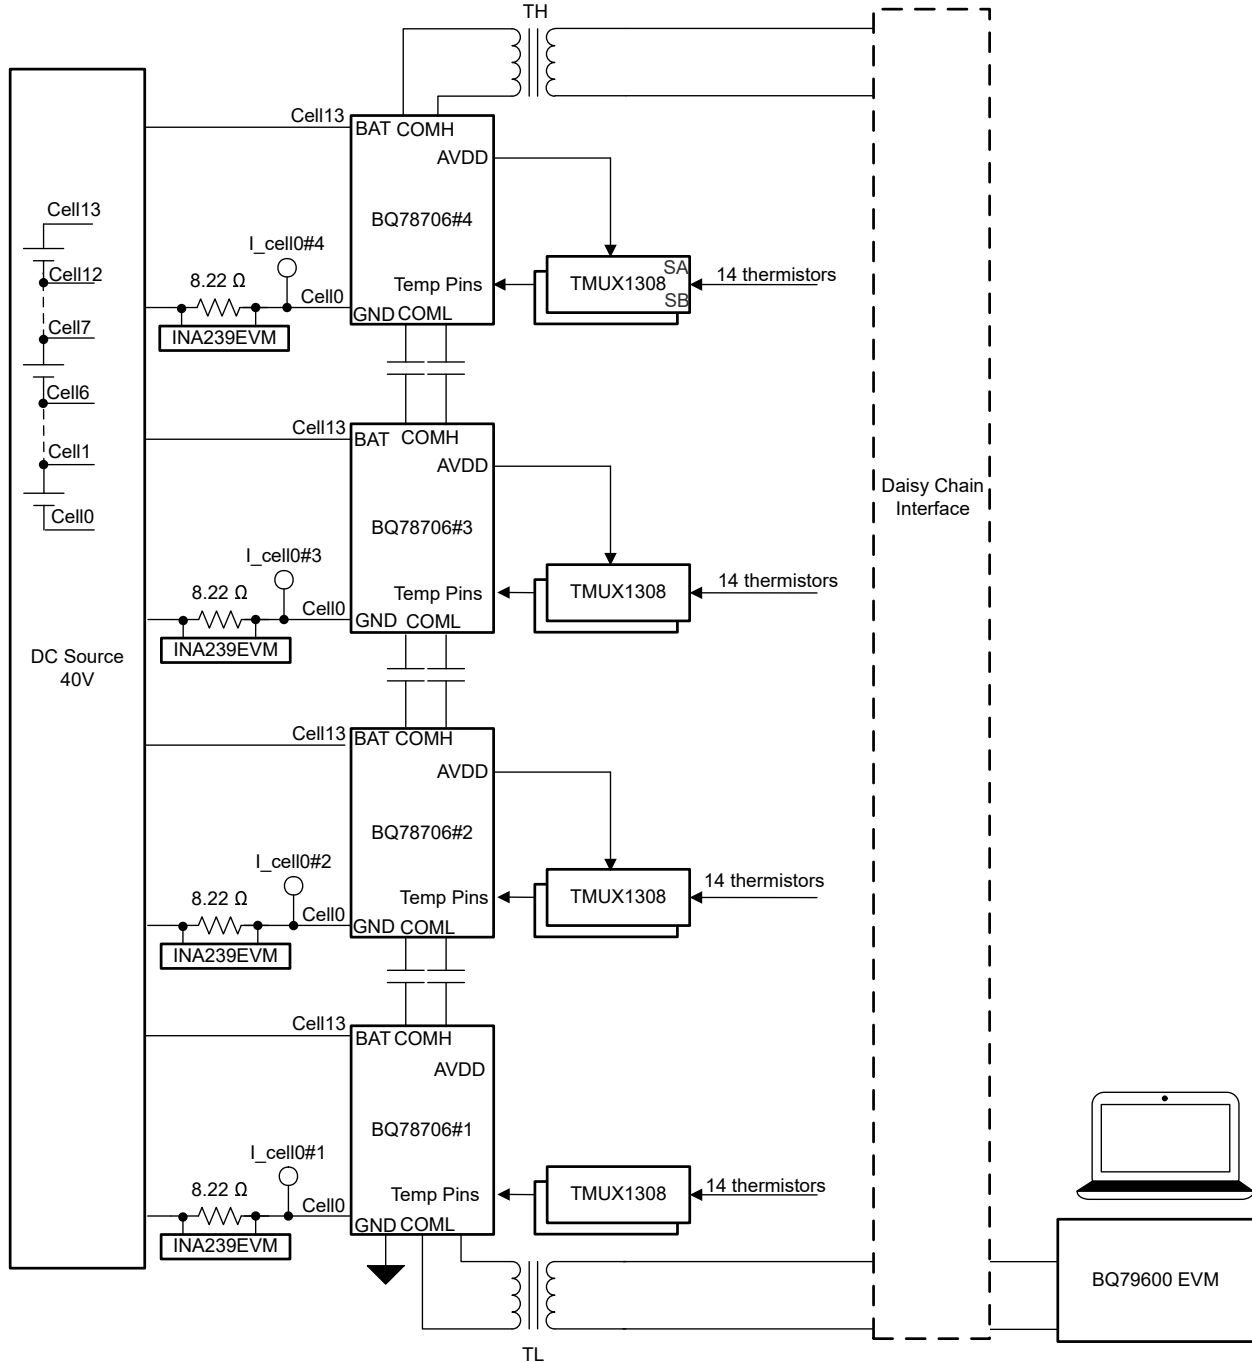 TH
Cell13
BAT COMH
AVDD
BQ78706#4
Cell13
I_cell0#4
Cell12
8.22 Ω
Cell0
Temp Pins
TMUX1308
SA
SB
14 thermistors
GND COML
INA239EVM
Cell7
Cell6
Cell1
Cell0
Cell13
BAT COMH
AVDD
Daisy Chain
Interface
BQ78706#3
I_cell0#3
8.22 Ω
Cell0
Temp Pins
TMUX1308
14 thermistors
GND COML
INA239EVM
DC Source
40V
Cell13
BAT COMH
AVDD
BQ78706#2
I_cell0#2
8.22 Ω
Cell0
Temp Pins
TMUX1308
14 thermistors
GND COML
INA239EVM
Cell13
BAT COMH
AVDD
BQ78706#1
I_cell0#1
8.22 Ω
Cell0
Temp Pins
TMUX1308
14 thermistors
GND COML
INA239EVM
BQ79600 EVM
TL